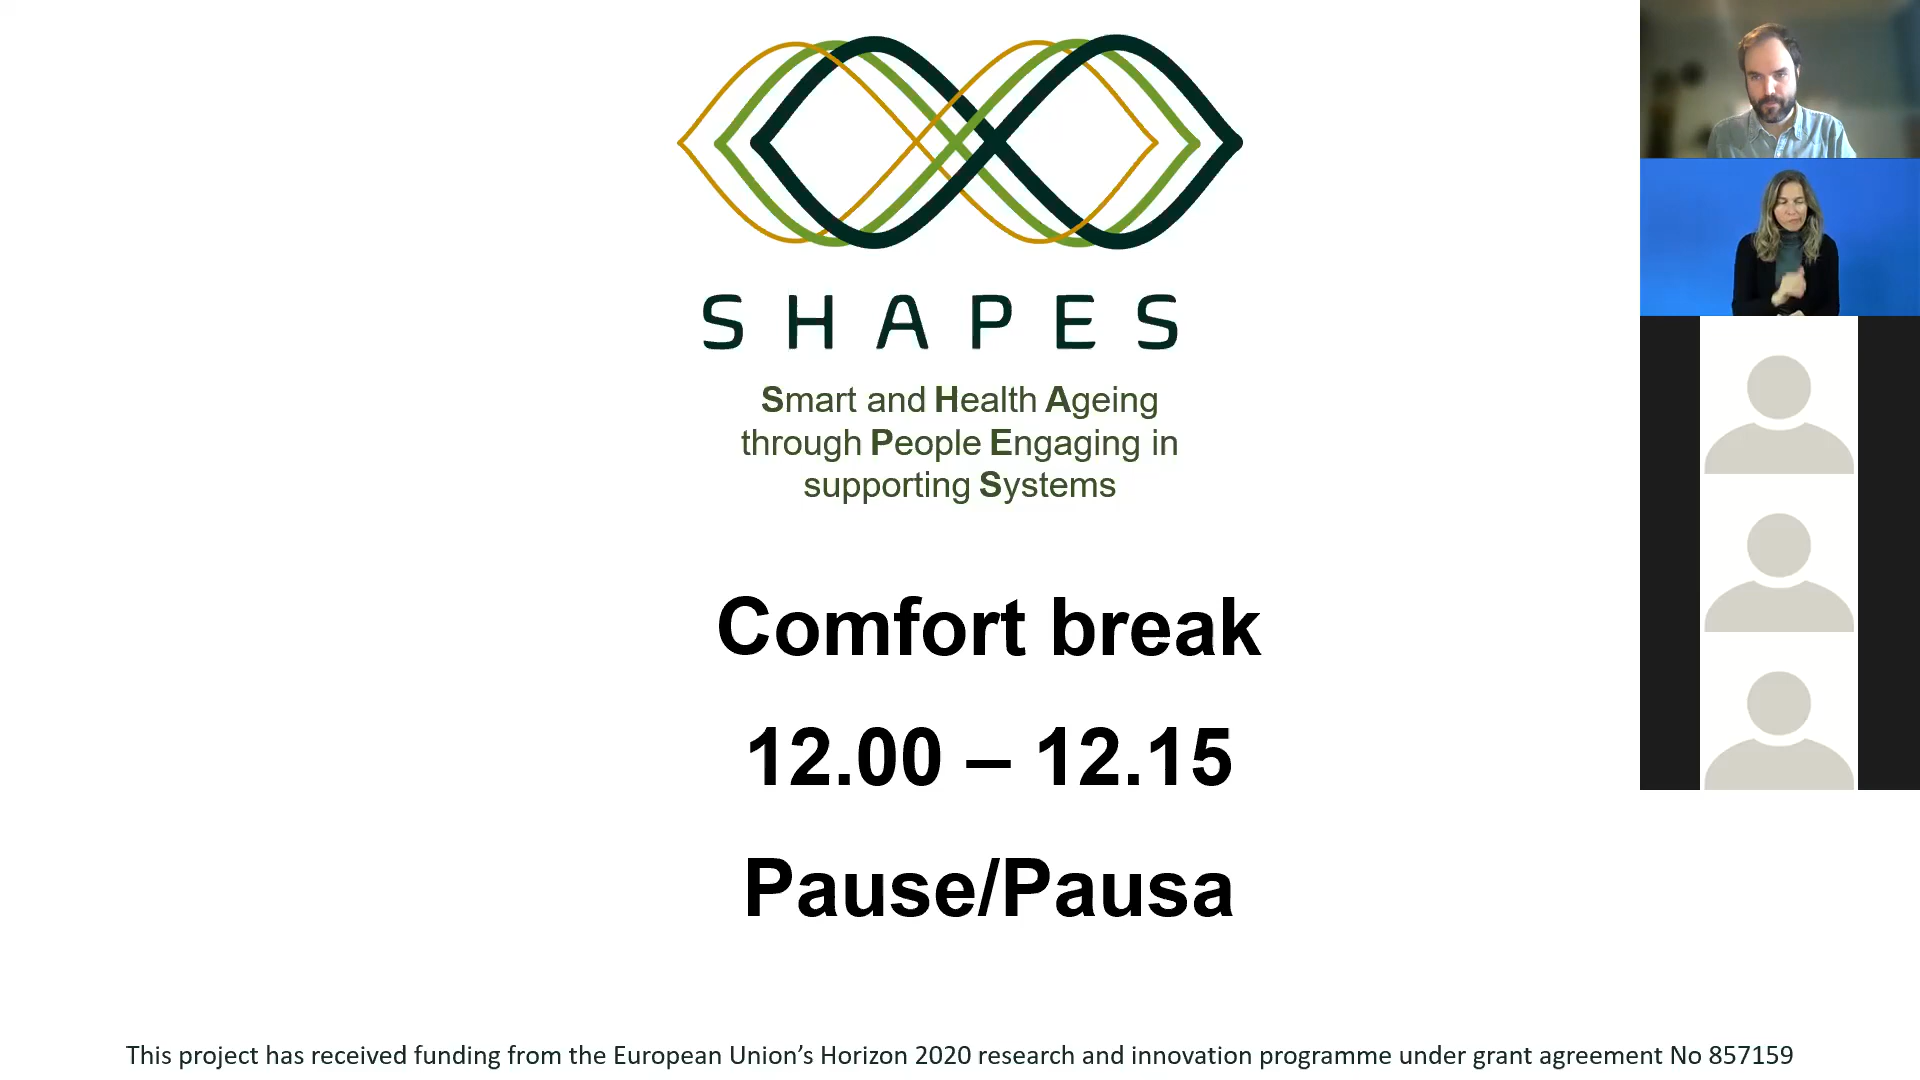 SHAPES
Smart and Health Ageing
through People Engaging in
supporting Systems
Comfort break
12.00 – 12.15
Pause/Pausa
This project has received funding from the European Union’s Horizon 2020 research and innovation programme under grant agreement No 857159